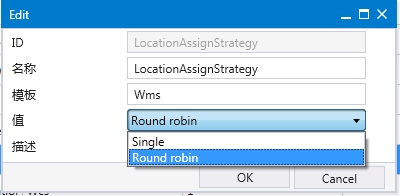 Edit
ID LocationAssignStrategy
名称 LocationAssignStrategy
模板 Wms
值 Round robin
Single
描述
Round robin
OK Cancel